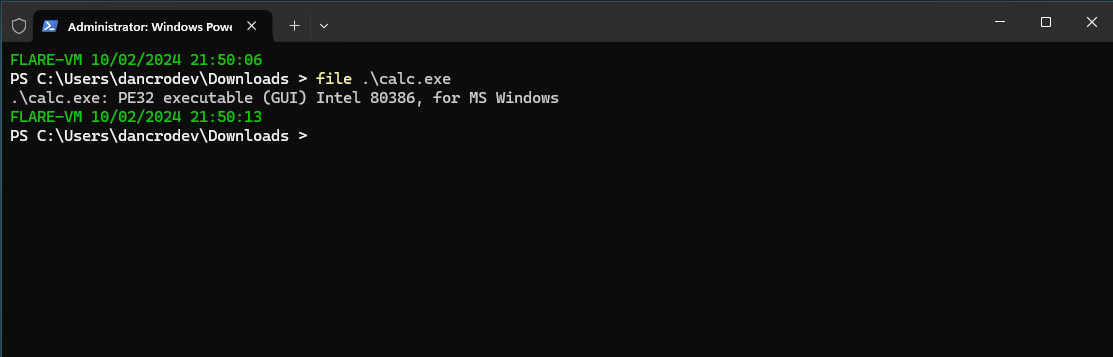 Administrator: Windows Powe
FLARE-VM 10/02/2024 21:50:06
PS C:\Users\dancrodev\Downloads > file .\calc.exe
.\calc.exe: PE32 executable (GUI) Intel 80386, for MS Windows
FLARE-VM 10/02/2024 21:50:13
PS C:\Users\dancrodev\Downloads >